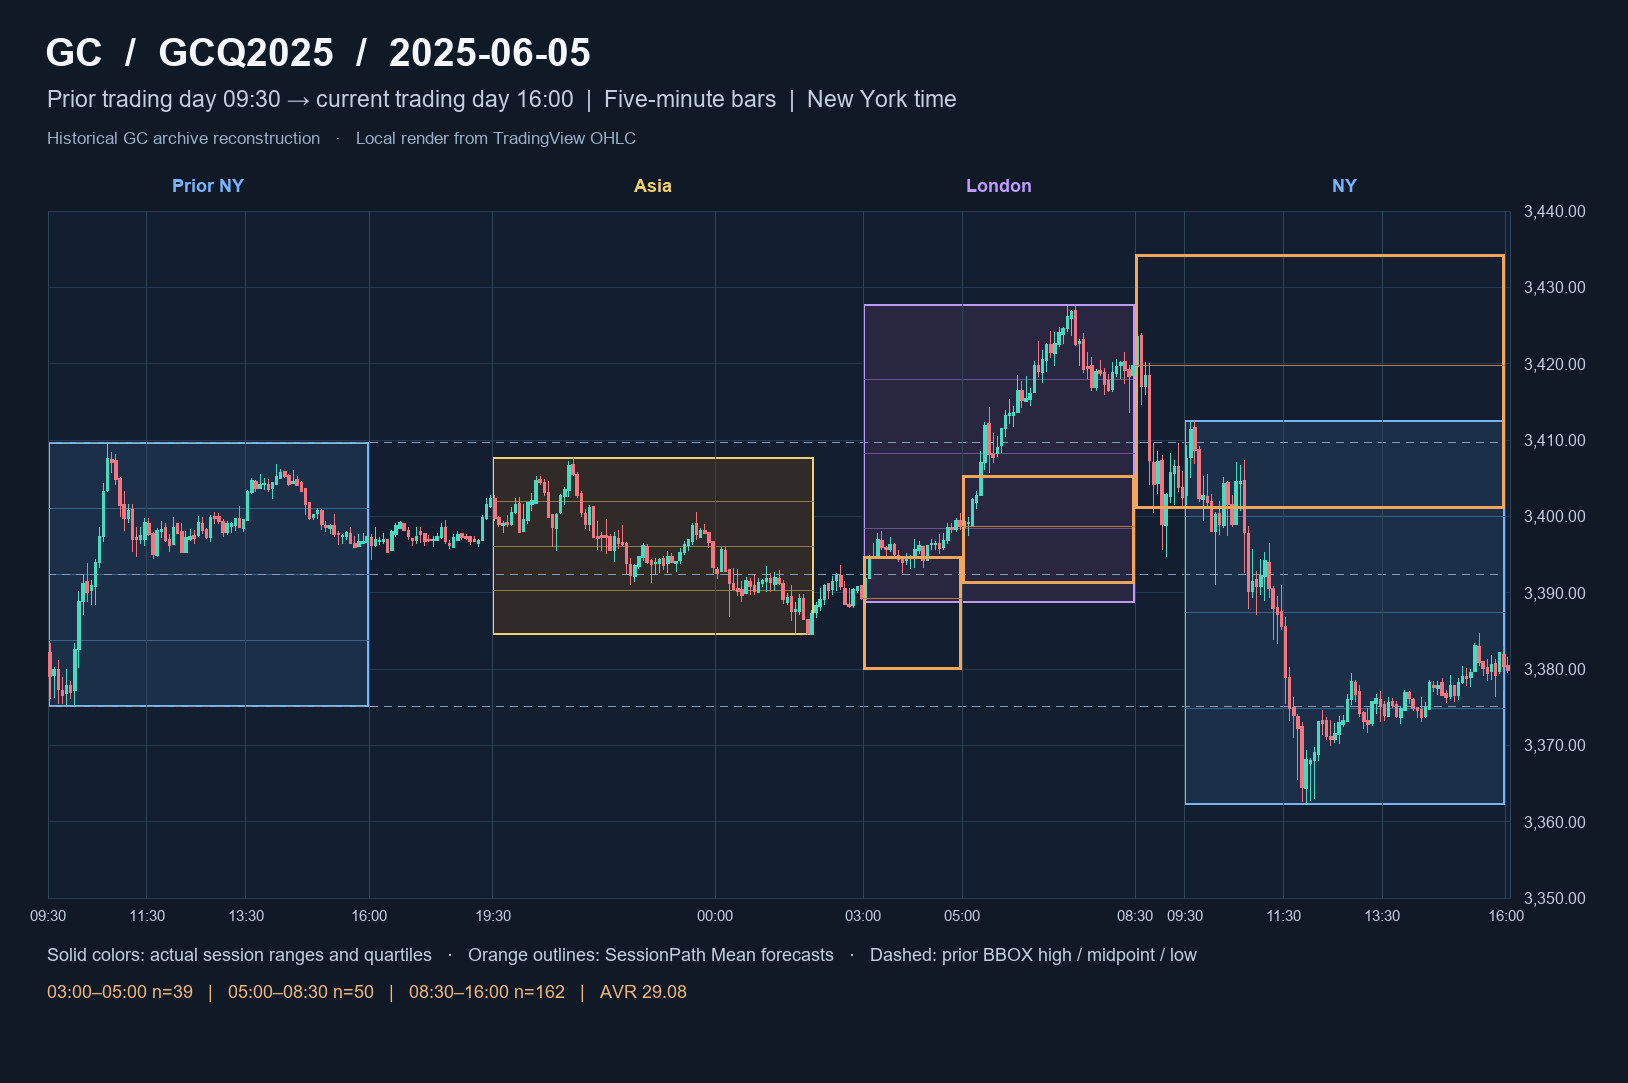 GC / GCQ2025 / 2025-06-05
Prior trading day 09:30 → current trading day 16:00 | Five-minute bars | New York time
Historical GC archive reconstruction · Local render from TradingView OHLC
Prior NY Asia London NY
3,440.00
3,430.00
3,420.00
3,410.00
3,400.00
3,390.00
3,380.00
3,370.00
3,360.00
3,350.00
09:30 11:30 13:30 16:00 19:30 00:00 03:00 05:00 08:30 09:30 11:30 13:30 16:00
Solid colors: actual session ranges and quartiles · Orange outlines: SessionPath Mean forecasts · Dashed: prior BBOX high / midpoint / low
03:00–05:00 n=39 | 05:00–08:30 n=50 | 08:30–16:00 n=162 | AVR 29.08